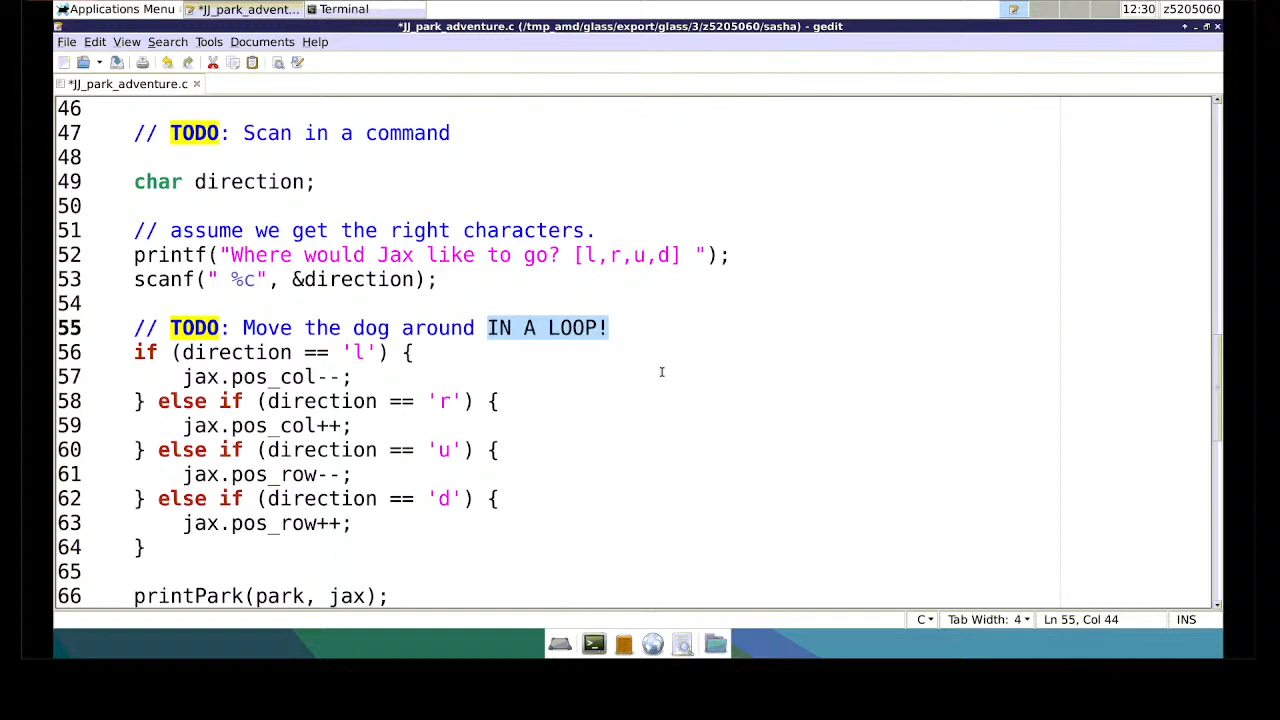 Applications Menu *JJ_park_advent... Terminal 12:30 z5205060
*JJ_park_adventure.c (/tmp_amd/glass/export/glass/3/z5205060/sasha) - gedit
File Edit View Search Tools Documents Help
*JJ_park_adventure.c
46
47 // TODO: Scan in a command
48
49 char direction;
50
51 // assume we get the right characters.
52 printf("Where would Jax like to go? [l,r,u,d] ");
53 scanf(" %c", &direction);
54
55 // TODO: Move the dog around IN A LOOP!
56 if (direction == 'l') {
57 jax.pos_col--;
58 } else if (direction == 'r') {
59 jax.pos_col++;
60 } else if (direction == 'u') {
61 jax.pos_row--;
62 } else if (direction == 'd') {
63 jax.pos_row++;
64 }
65
66 printPark(park, jax);
C Tab Width: 4 Ln 55, Col 44 INS